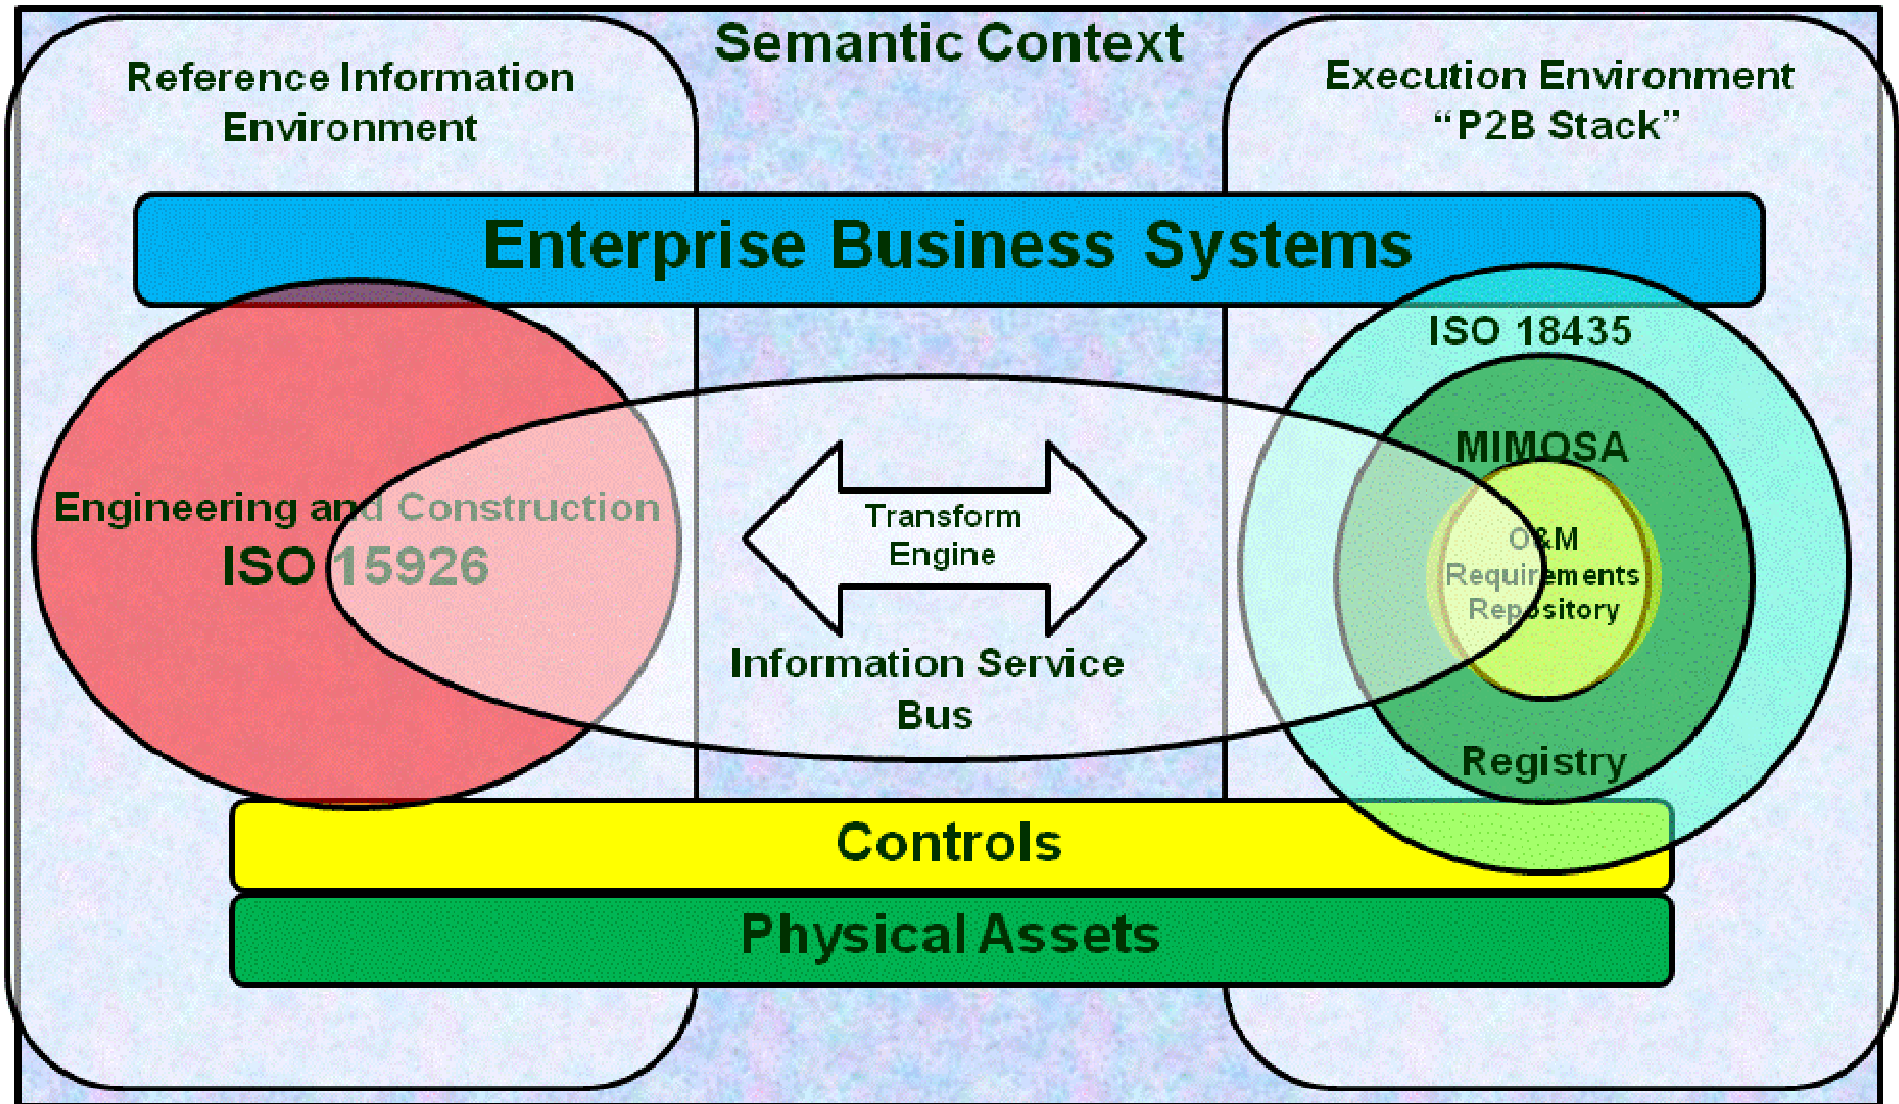 Semantic Context
Reference Information
Environment
Execution Environment
“P2B Stack”
Enterprise Business Systems
ISO 18435
MIMOSA
Engineering and Construction
ISO 15926
Transform
Engine
O&M
Requirements
Repository
Information Service
Bus
Registry
Controls
Physical Assets